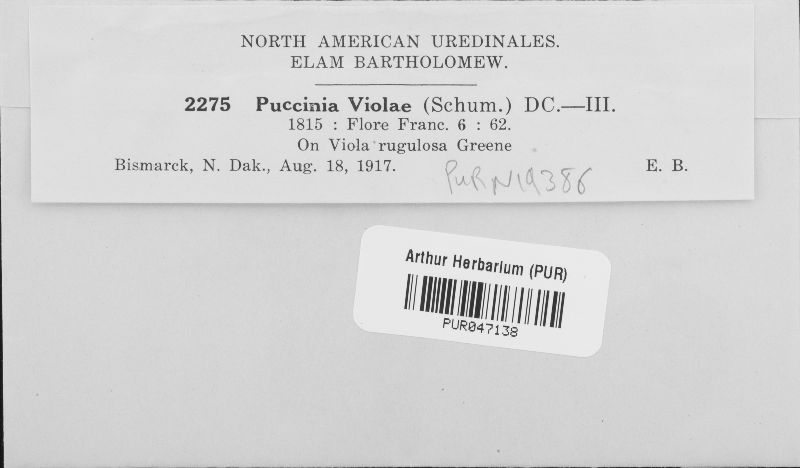 NORTH AMERICAN UREDINALES.
ELAM BARTHOLOMEW.
2275 Puccinia Violae (Schum.) DC.—III.
1815 : Flore Franc. 6 : 62.
On Viola rugulosa Greene
Bismarck, N. Dak., Aug. 18, 1917. E. B.
PUR N19386
Arthur Herbarium (PUR)
PUR047138